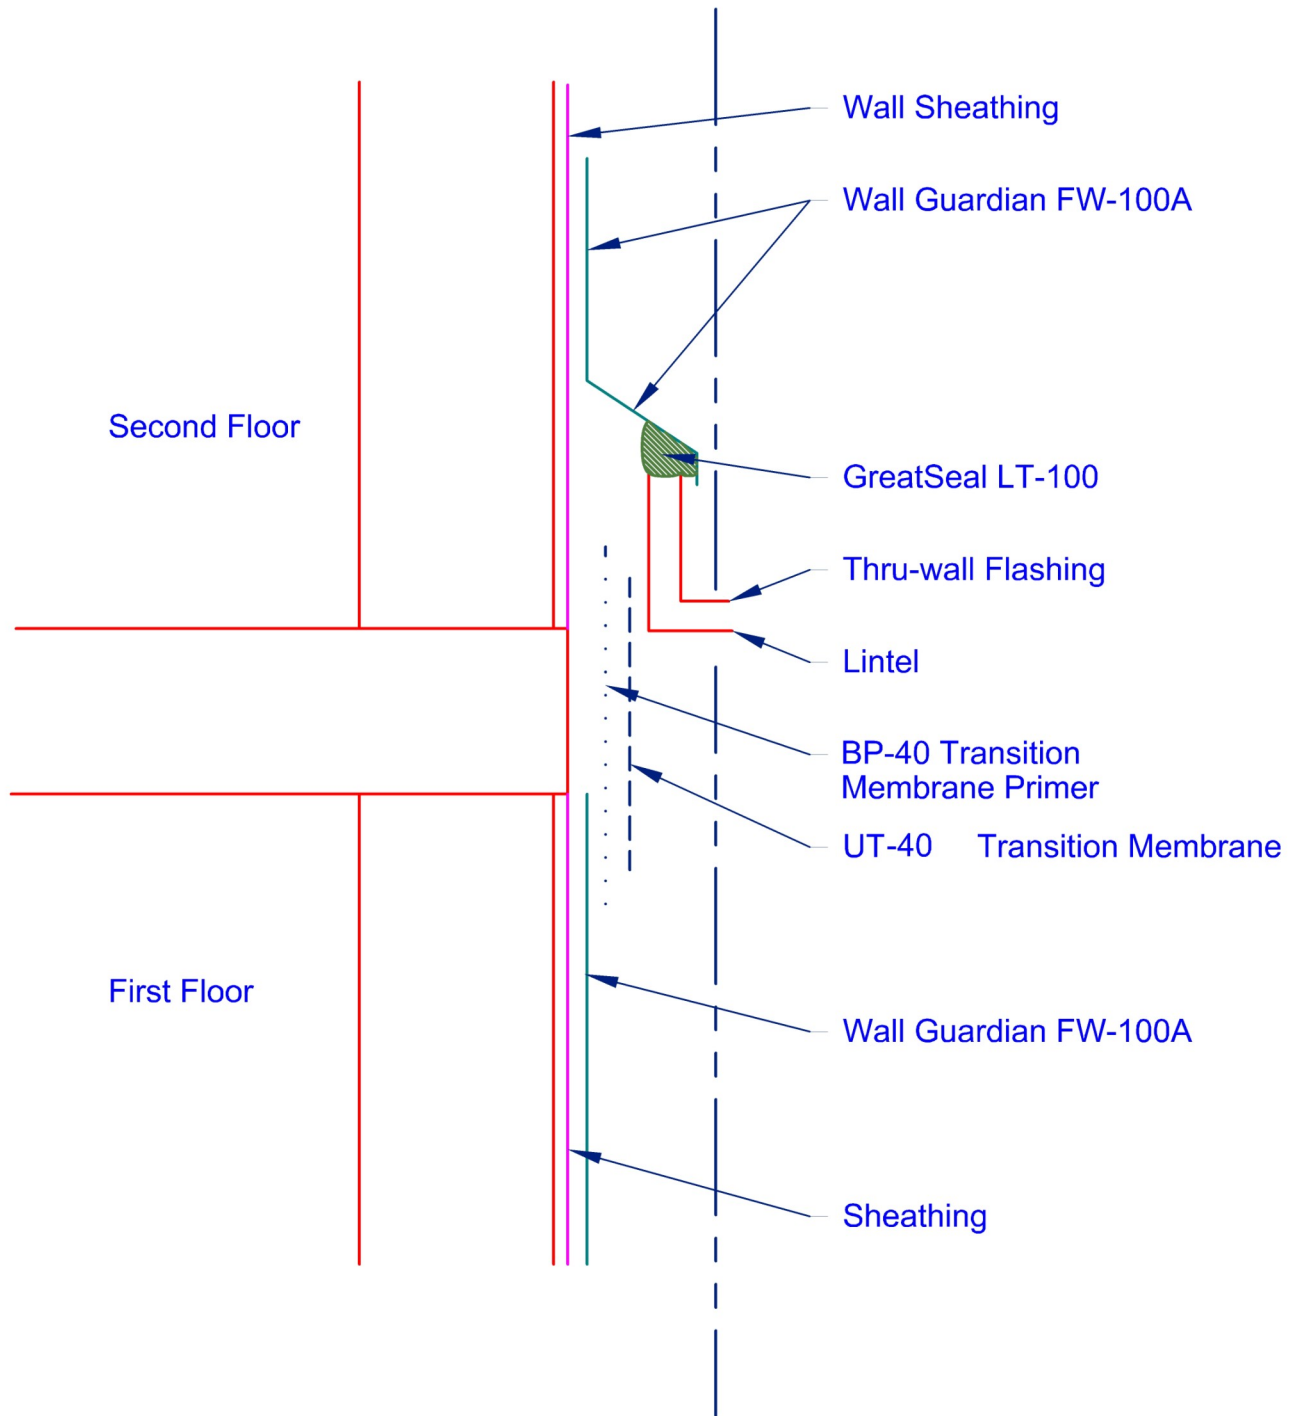 Wall Sheathing
Wall Guardian FW-100A
Second Floor
GreatSeal LT-100
Thru-wall Flashing
Lintel
BP-40 Transition
Membrane Primer
UT-40 Transition Membrane
First Floor
Wall Guardian FW-100A
Sheathing